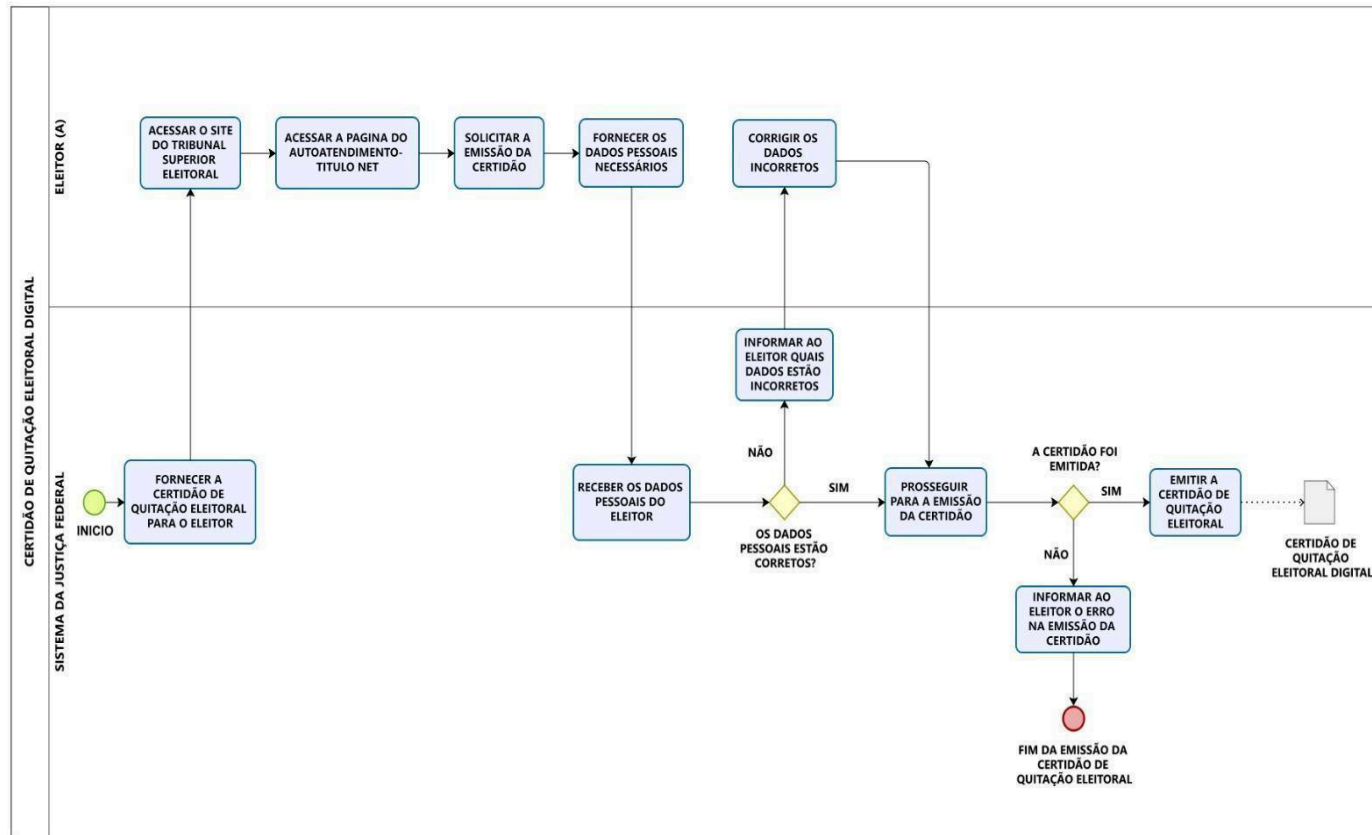 CERTIDÃO DE QUITAÇÃO ELEITORAL DIGITAL
ELEITOR (A)
ACESSAR O SITE
DO TRIBUNAL
SUPERIOR
ELEITORAL
ACESSAR A PAGINA DO
AUTOATENDIMENTO-
TITULO NET
SOLICITAR A
EMISSÃO DA
CERTIDÃO
FORNECER OS
DADOS PESSOAIS
NECESSÁRIOS
CORRIGIR OS
DADOS
INCORRETOS
SISTEMA DA JUSTIÇA FEDERAL
INICIO
FORNECER A
CERTIDÃO DE
QUITAÇÃO ELEITORAL
PARA O ELEITOR
RECEBER OS DADOS
PESSOAIS DO
ELEITOR
INFORMAR AO
ELEITOR QUAIS
DADOS ESTÃO
INCORRETOS
NÃO
SIM
OS DADOS
PESSOAIS ESTÃO
CORRETOS?
PROSSEGUIR
PARA A EMISSÃO
DA CERTIDÃO
A CERTIDÃO FOI
EMITIDA?
SIM
NÃO
EMITIR A
CERTIDÃO DE
QUITAÇÃO
ELEITORAL
CERTIDÃO DE
QUITAÇÃO
ELEITORAL DIGITAL
INFORMAR AO
ELEITOR O ERRO
NA EMISSÃO DA
CERTIDÃO
FIM DA EMISSÃO DA
CERTIDÃO DE
QUITAÇÃO ELEITORAL